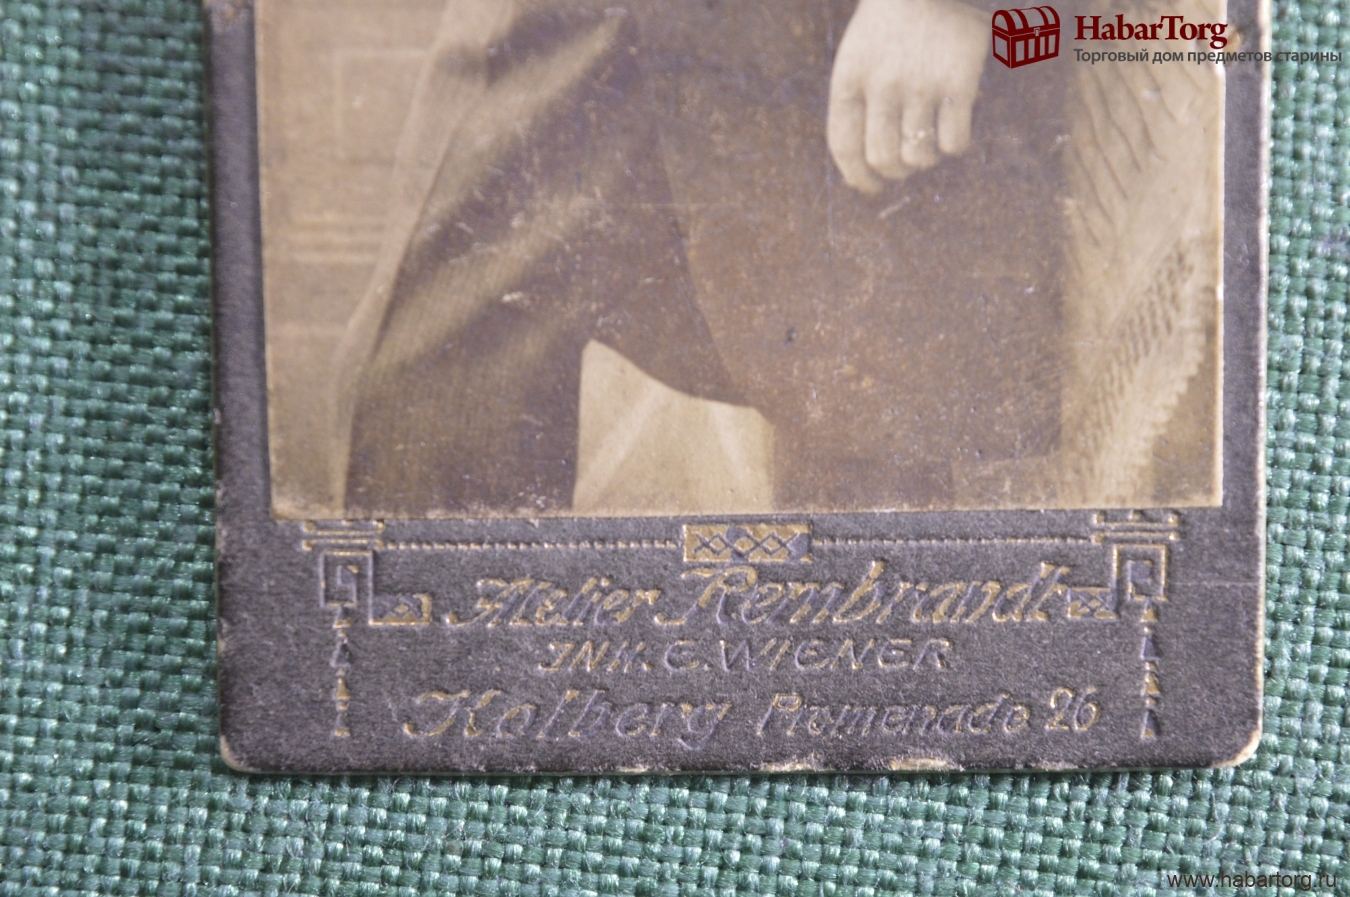 HabarTorg
Торговый дом предметов старины
Atelier Rembrandt
INH. E. WIENER
Kolberg Promenade 26
www.habartorg.ru